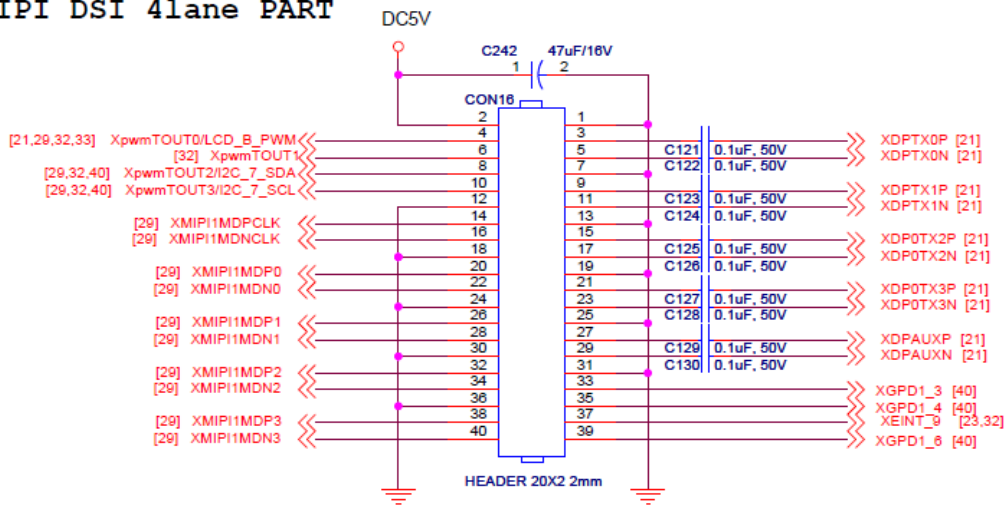 IPI DSI 4lane PART
DC5V
C242 47uF/16V
1 2
CON16
2 1
[21,29,32,33] XpwmTOUT0/LCD_B_PWM 4 3 XDPTX0P [21]
[32] XpwmTOUT1 6 5 C121 0.1uF, 50V XDPTX0N [21]
[29,32,40] XpwmTOUT2/I2C_7_SDA 8 7 C122 0.1uF, 50V
[29,32,40] XpwmTOUT3/I2C_7_SCL 10 9 XDPTX1P [21]
12 11 C123 0.1uF, 50V XDPTX1N [21]
[29] XMIPI1MDPCLK 14 13 C124 0.1uF, 50V
[29] XMIPI1MDNCLK 16 15 XDP0TX2P [21]
18 17 C125 0.1uF, 50V XDP0TX2N [21]
[29] XMIPI1MDP0 20 19 C126 0.1uF, 50V
[29] XMIPI1MDN0 22 21 XDP0TX3P [21]
24 23 C127 0.1uF, 50V XDP0TX3N [21]
[29] XMIPI1MDP1 26 25 C128 0.1uF, 50V
[29] XMIPI1MDN1 28 27 XDPAUXP [21]
30 29 C129 0.1uF, 50V XDPAUXN [21]
[29] XMIPI1MDP2 32 31 C130 0.1uF, 50V
[29] XMIPI1MDN2 34 33 XGPD1_3 [40]
36 35 XGPD1_4 [40]
[29] XMIPI1MDP3 38 37 XEINT_9 [23,32]
[29] XMIPI1MDN3 40 39 XGPD1_6 [40]
HEADER 20X2 2mm